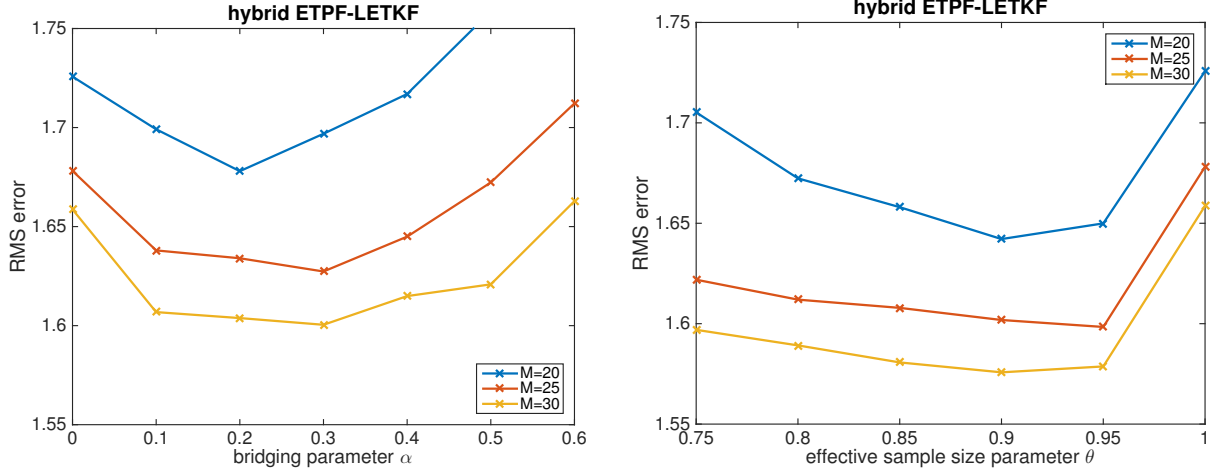 hybrid ETPF-LETKF
1.75
1.7
1.65
1.6
1.55
RMS error
0
0.1
0.2
0.3
0.4
0.5
0.6
bridging parameter α
M=20
M=25
M=30
hybrid ETPF-LETKF
1.75
1.7
1.65
1.6
1.55
RMS error
0.75
0.8
0.85
0.9
0.95
1
effective sample size parameter θ
M=20
M=25
M=30